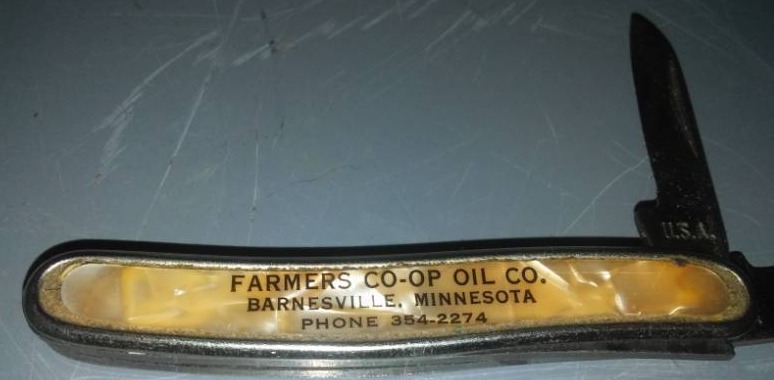 U.S.A.
FARMERS CO-OP OIL CO.
BARNESVILLE, MINNESOTA
PHONE 354-2274